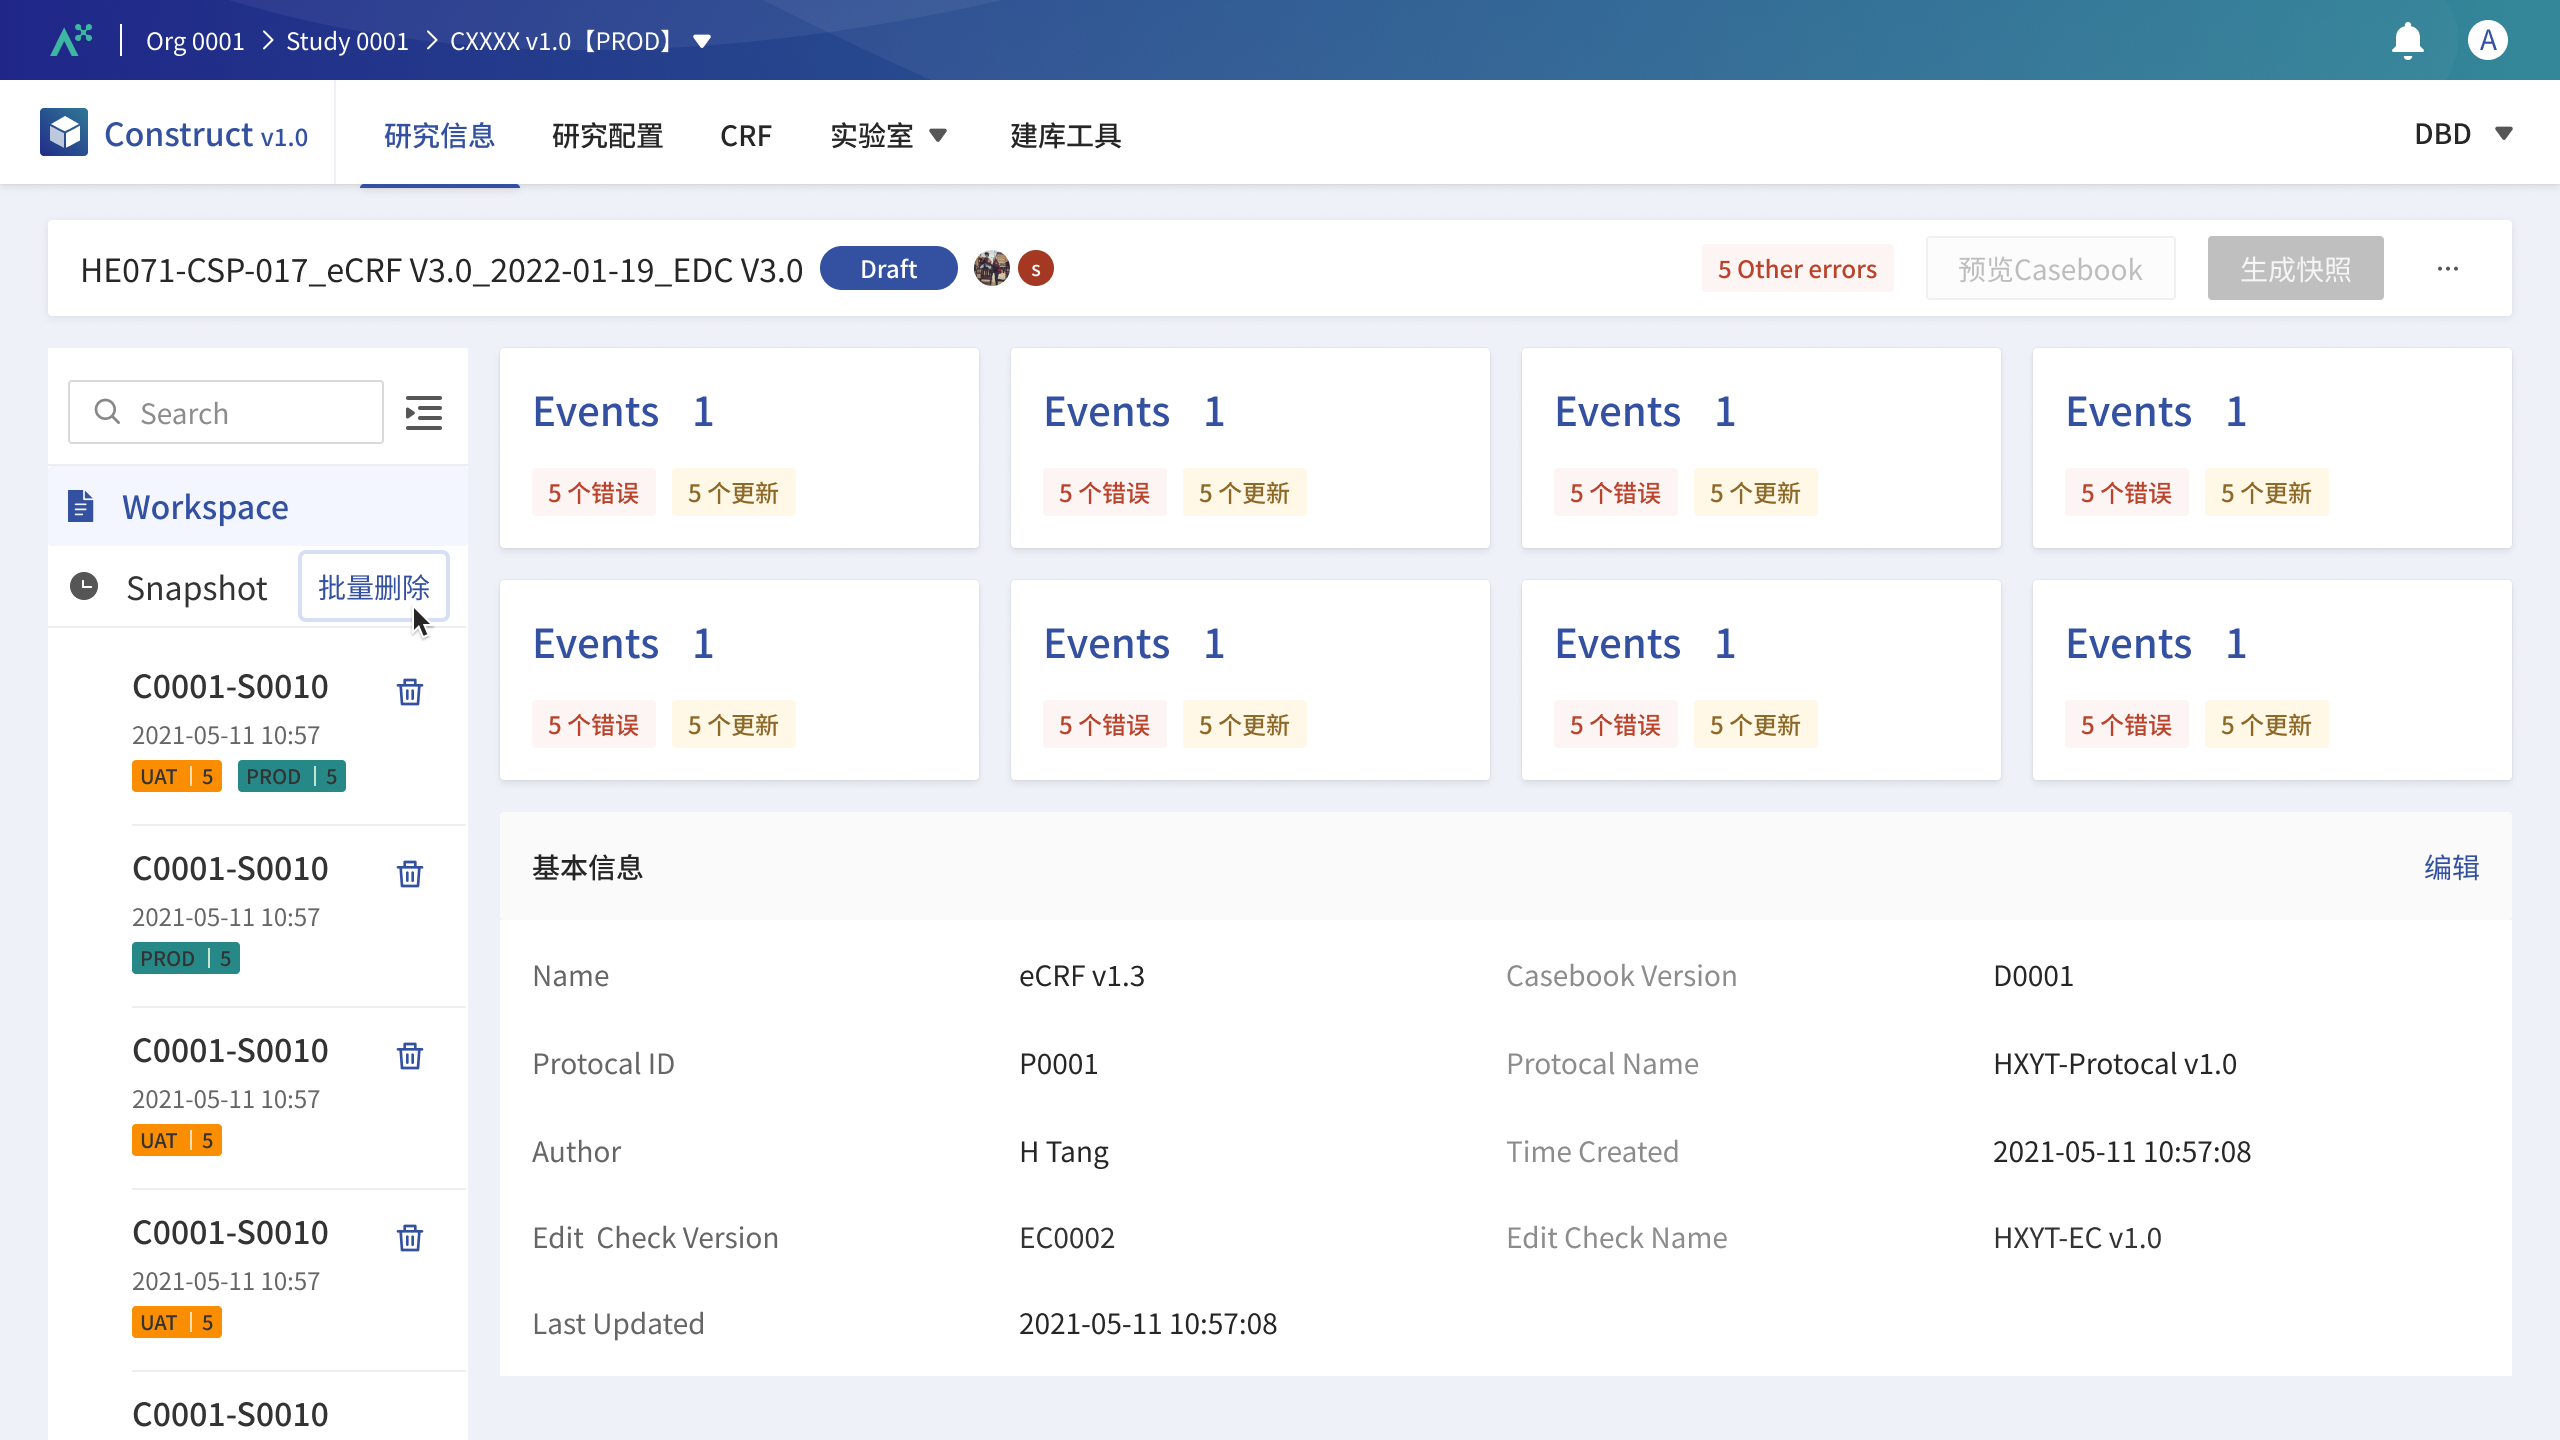 Org 0001 Study 0001 CXXXX v1.0【PROD】 A
Construct v1.0 研究信息 研究配置 CRF 实验室 建库工具 DBD
HE071-CSP-017_eCRF V3.0_2022-01-19_EDC V3.0 Draft s 5 Other errors 预览Casebook 生成快照 ···
Search
Workspace
Snapshot 批量删除
C0001-S0010
2021-05-11 10:57
UAT 5 PROD 5
C0001-S0010
2021-05-11 10:57
PROD 5
C0001-S0010
2021-05-11 10:57
UAT 5
C0001-S0010
2021-05-11 10:57
UAT 5
C0001-S0010
Events 1 Events 1 Events 1 Events 1
5 个错误 5 个更新 5 个错误 5 个更新 5 个错误 5 个更新 5 个错误 5 个更新
Events 1 Events 1 Events 1 Events 1
5 个错误 5 个更新 5 个错误 5 个更新 5 个错误 5 个更新 5 个错误 5 个更新
基本信息 编辑
Name eCRF v1.3 Casebook Version D0001
Protocal ID P0001 Protocal Name HXYT-Protocal v1.0
Author H Tang Time Created 2021-05-11 10:57:08
Edit Check Version EC0002 Edit Check Name HXYT-EC v1.0
Last Updated 2021-05-11 10:57:08